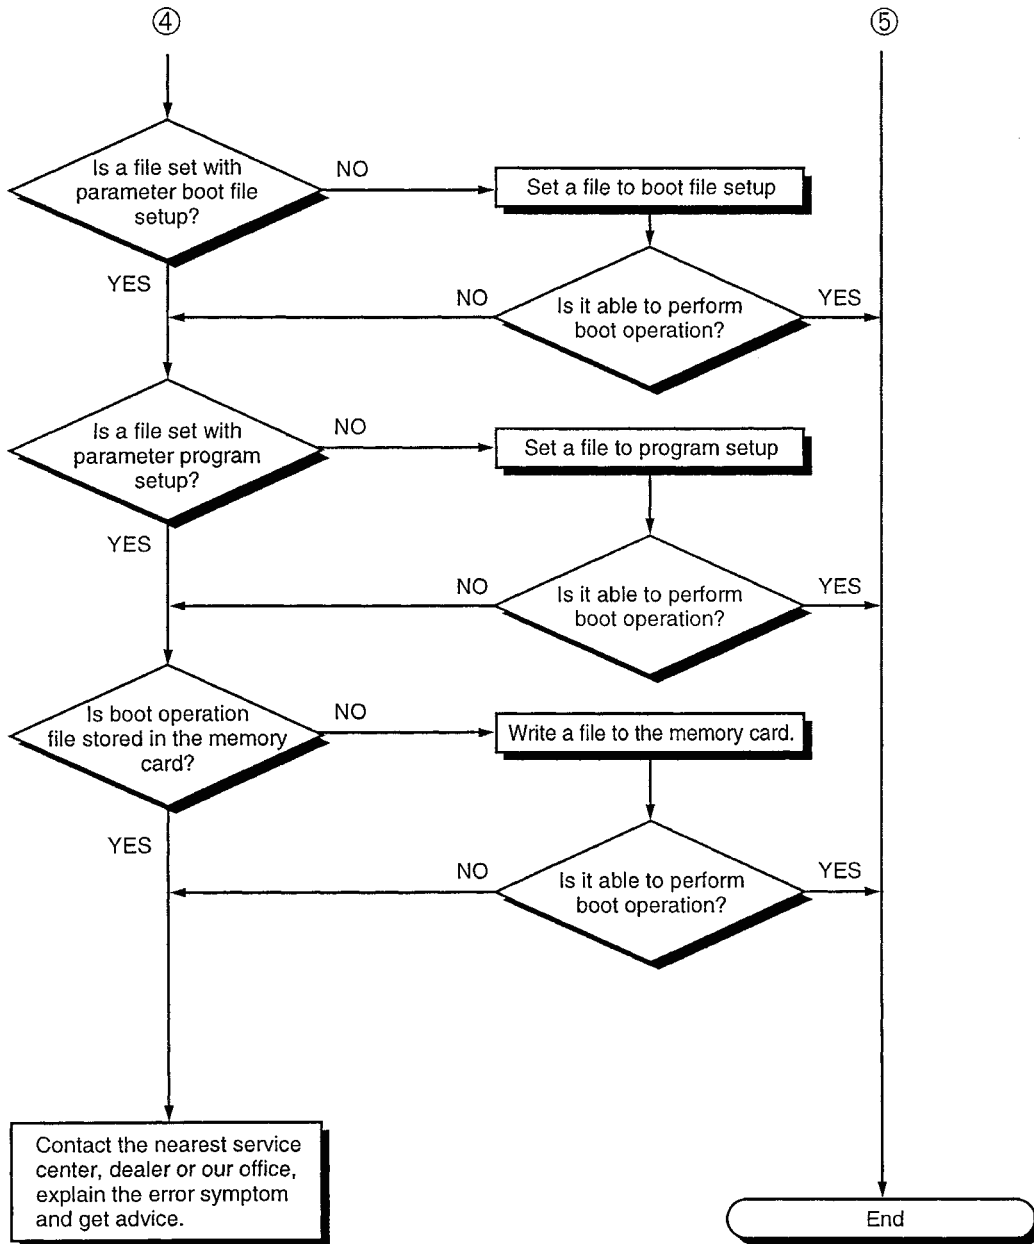 ④
⑤
Is a file set with
parameter boot file
setup?
NO
Set a file to boot file setup
YES
NO
Is it able to perform
boot operation?
YES
Is a file set with
parameter program
setup?
NO
Set a file to program setup
YES
NO
Is it able to perform
boot operation?
YES
Is boot operation
file stored in the memory
card?
NO
Write a file to the memory card.
YES
NO
Is it able to perform
boot operation?
YES
Contact the nearest service
center, dealer or our office,
explain the error symptom
and get advice.
End